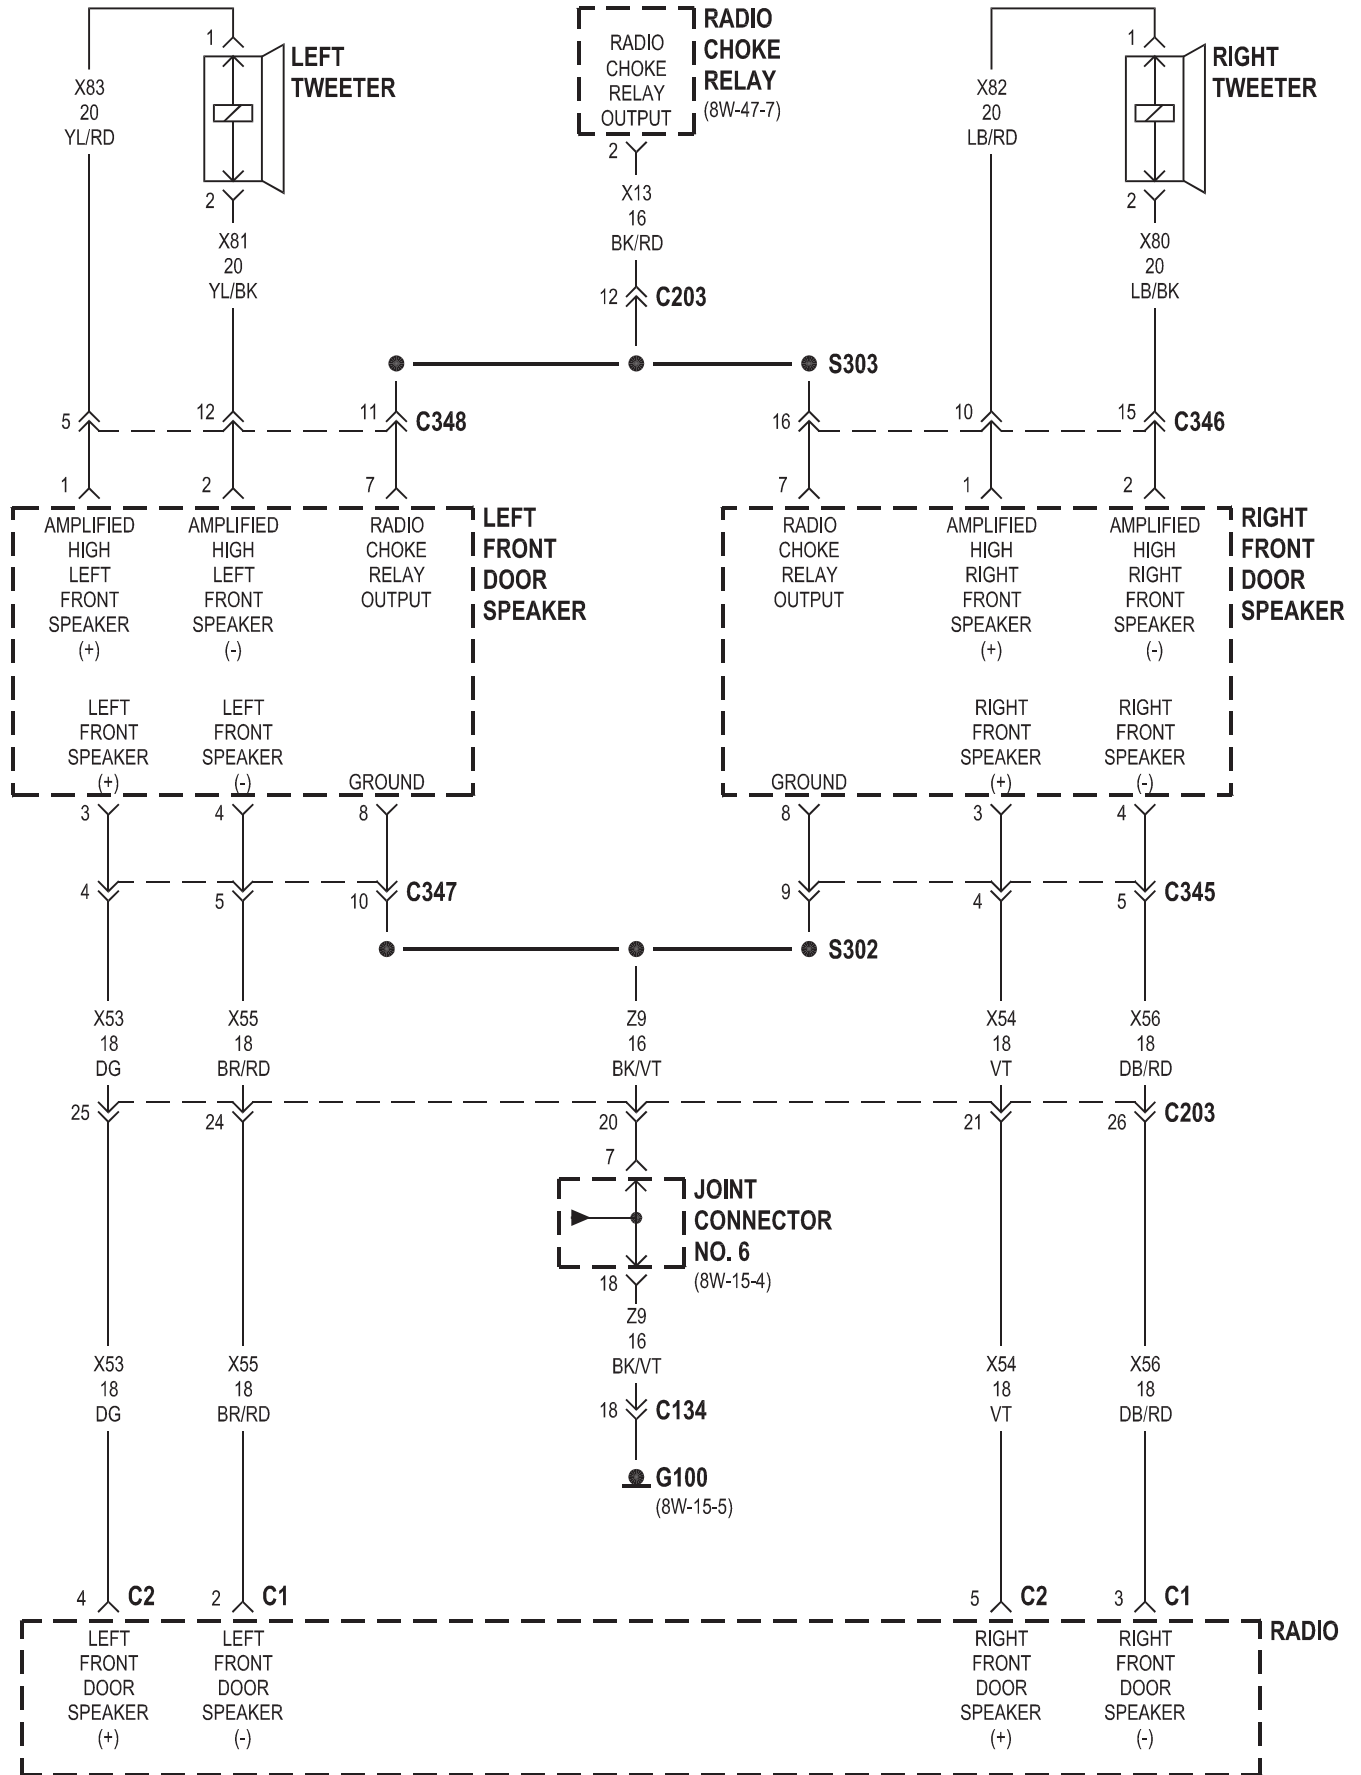 1
LEFT
TWEETER
X83
20
YL/RD
2
X81
20
YL/BK
RADIO
CHOKE
RELAY
OUTPUT
RADIO
CHOKE
RELAY
(8W-47-7)
2
X13
16
BK/RD
12
C203
1
RIGHT
TWEETER
X82
20
LB/RD
2
X80
20
LB/BK
S303
5
12
11
C348
16
10
15
C346
1
2
7
7
1
2
AMPLIFIED
HIGH
LEFT
FRONT
SPEAKER
(+)
AMPLIFIED
HIGH
LEFT
FRONT
SPEAKER
(-)
RADIO
CHOKE
RELAY
OUTPUT
LEFT
FRONT
DOOR
SPEAKER
RADIO
CHOKE
RELAY
OUTPUT
AMPLIFIED
HIGH
RIGHT
FRONT
SPEAKER
(+)
AMPLIFIED
HIGH
RIGHT
FRONT
SPEAKER
(-)
RIGHT
FRONT
DOOR
SPEAKER
LEFT
FRONT
SPEAKER
(+)
LEFT
FRONT
SPEAKER
(-)
GROUND
GROUND
RIGHT
FRONT
SPEAKER
(+)
RIGHT
FRONT
SPEAKER
(-)
3
4
8
8
3
4
4
5
10
C347
9
4
5
C345
S302
X53
18
DG
X55
18
BR/RD
Z9
16
BK/VT
X54
18
VT
X56
18
DB/RD
25
24
20
21
26
C203
7
JOINT
CONNECTOR
NO. 6
(8W-15-4)
18
Z9
16
BK/VT
X53
18
DG
X55
18
BR/RD
X54
18
VT
X56
18
DB/RD
18
C134
G100
(8W-15-5)
4
C2
2
C1
5
C2
3
C1
LEFT
FRONT
DOOR
SPEAKER
(+)
LEFT
FRONT
DOOR
SPEAKER
(-)
RIGHT
FRONT
DOOR
SPEAKER
(+)
RIGHT
FRONT
DOOR
SPEAKER
(-)
RADIO